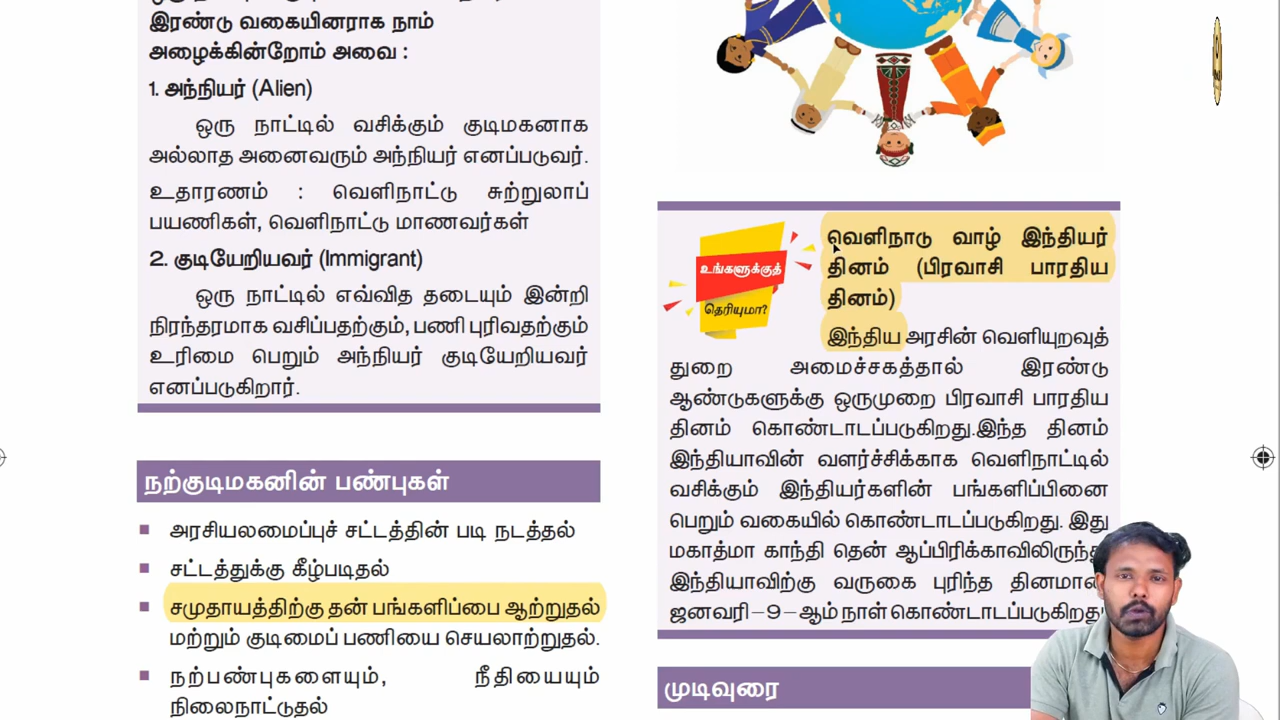 இரண்டு வகையினராக நாம்
அழைக்கின்றோம் அவை :
1. அந்நியர் (Alien)
ஒரு நாட்டில் வசிக்கும் குடிமகனாக
அல்லாத அனைவரும் அந்நியர் எனப்படுவர்.
உதாரணம் : வெளிநாட்டு சுற்றுலாப்
பயணிகள், வெளிநாட்டு மாணவர்கள்
2. குடியேறியவர் (Immigrant)
ஒரு நாட்டில் எவ்வித தடையும் இன்றி
நிரந்தரமாக வசிப்பதற்கும், பணி புரிவதற்கும்
உரிமை பெறும் அந்நியர் குடியேறியவர்
எனப்படுகிறார்.
நற்குடிமகனின் பண்புகள்
■ அரசியலமைப்புச் சட்டத்தின் படி நடத்தல்
■ சட்டத்துக்கு கீழ்படிதல்
■ சமுதாயத்திற்கு தன் பங்களிப்பை ஆற்றுதல்
மற்றும் குடிமைப் பணியை செயலாற்றுதல்.
■ நற்பண்புகளையும், நீதியையும்
நிலைநாட்டுதல்
உங்களுக்குத்
தெரியுமா?
வெளிநாடு வாழ் இந்தியர்
தினம் (பிரவாசி பாரதிய
தினம்)
இந்திய அரசின் வெளியுறவுத்
துறை அமைச்சகத்தால் இரண்டு
ஆண்டுகளுக்கு ஒருமுறை பிரவாசி பாரதிய
தினம் கொண்டாடப்படுகிறது.இந்த தினம்
இந்தியாவின் வளர்ச்சிக்காக வெளிநாட்டில்
வசிக்கும் இந்தியர்களின் பங்களிப்பினை
பெறும் வகையில் கொண்டாடப்படுகிறது. இது
மகாத்மா காந்தி தென் ஆப்பிரிக்காவிலிருந்து
இந்தியாவிற்கு வருகை புரிந்த தினமான
ஜனவரி–9–ஆம் நாள் கொண்டாடப்படுகிறது.
முடிவுரை